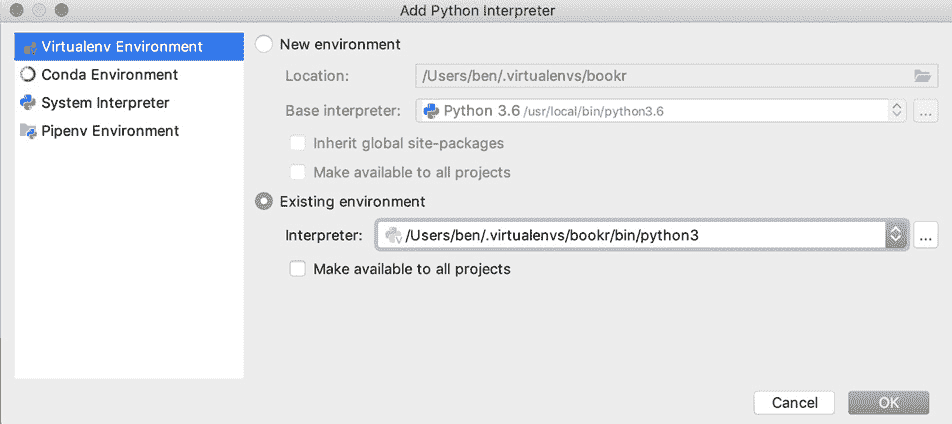 Add Python Interpreter
Virtualenv Environment
Conda Environment
System Interpreter
Pipenv Environment
New environment
Location: /Users/ben/.virtualenvs/bookr
Base interpreter: Python 3.6 /usr/local/bin/python3.6 ...
Inherit global site-packages
Make available to all projects
Existing environment
Interpreter: /Users/ben/.virtualenvs/bookr/bin/python3 ...
Make available to all projects
Cancel OK